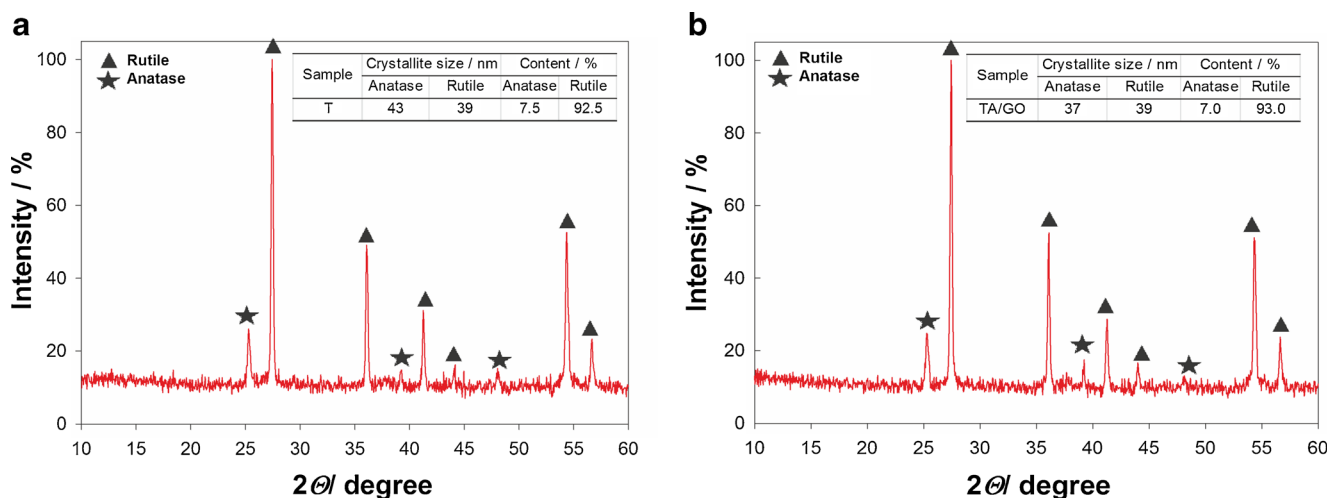 a
▲ Rutile
★ Anatase
Sample Crystallite size / nm Content / %
Anatase Rutile Anatase Rutile
T 43 39 7.5 92.5
100
80
60
40
20
0
Intensity / %
10 15 20 25 30 35 40 45 50 55 60
2Θ/ degree
b
▲ Rutile
★ Anatase
Sample Crystallite size / nm Content / %
Anatase Rutile Anatase Rutile
TA/GO 37 39 7.0 93.0
100
80
60
40
20
0
Intensity / %
10 15 20 25 30 35 40 45 50 55 60
2Θ/ degree